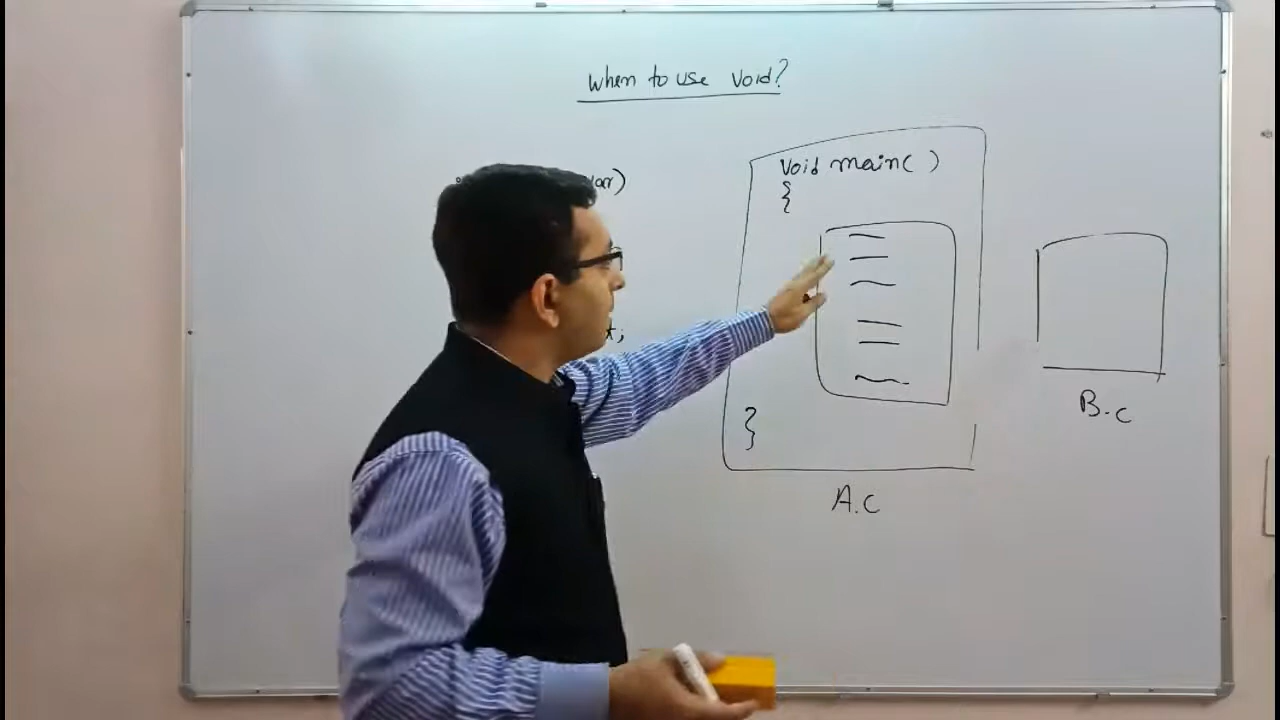 When to use Void?
Void main( )
{
}
A.c
B.c